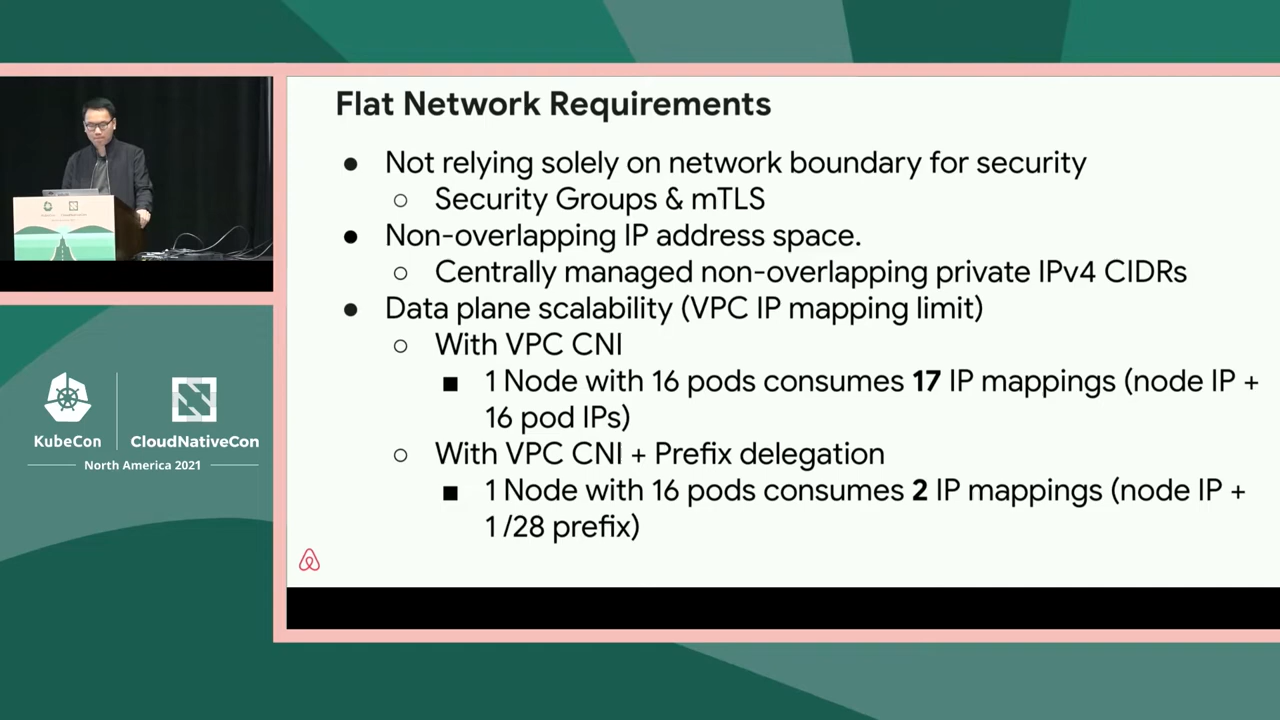 Flat Network Requirements
● Not relying solely on network boundary for security
○ Security Groups & mTLS
● Non-overlapping IP address space.
○ Centrally managed non-overlapping private IPv4 CIDRs
● Data plane scalability (VPC IP mapping limit)
○ With VPC CNI
■ 1 Node with 16 pods consumes 17 IP mappings (node IP +
16 pod IPs)
○ With VPC CNI + Prefix delegation
■ 1 Node with 16 pods consumes 2 IP mappings (node IP +
1 /28 prefix)
KubeCon
CloudNativeCon
North America 2021